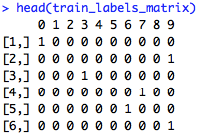 > head(train_labels_matrix)
0 1 2 3 4 5 6 7 8 9
[1,] 1 0 0 0 0 0 0 0 0 0
[2,] 0 0 0 0 0 0 0 0 0 1
[3,] 0 0 0 1 0 0 0 0 0 0
[4,] 0 0 0 0 0 0 0 1 0 0
[5,] 0 0 0 0 0 0 1 0 0 0
[6,] 0 0 0 0 0 0 0 0 0 1